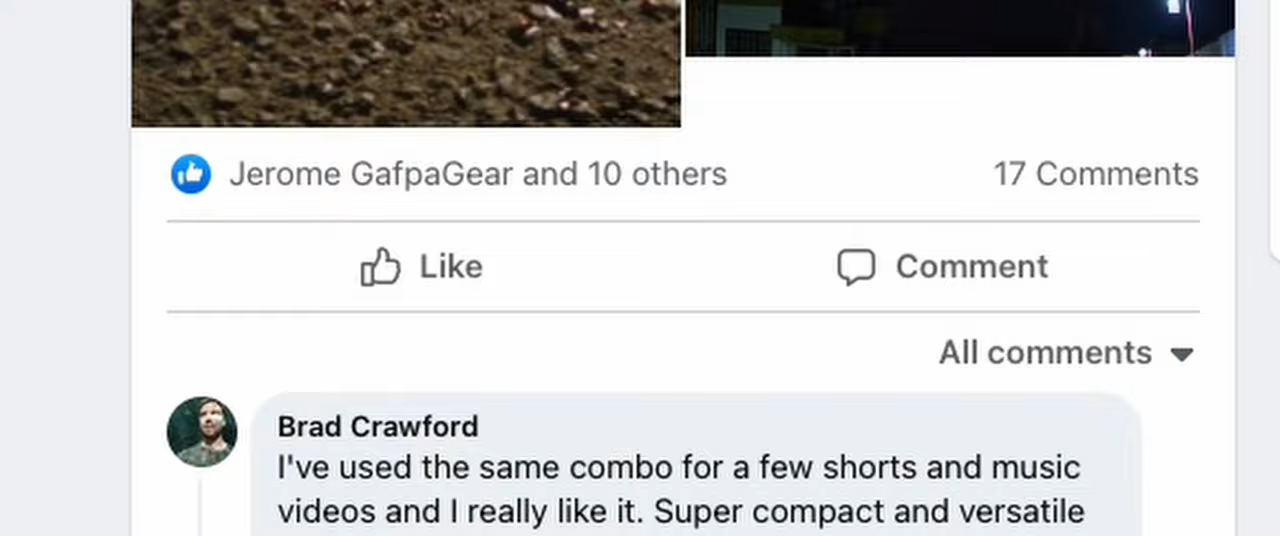 Jerome GafpaGear and 10 others 17 Comments
Like Comment
All comments
Brad Crawford
I've used the same combo for a few shorts and music
videos and I really like it. Super compact and versatile